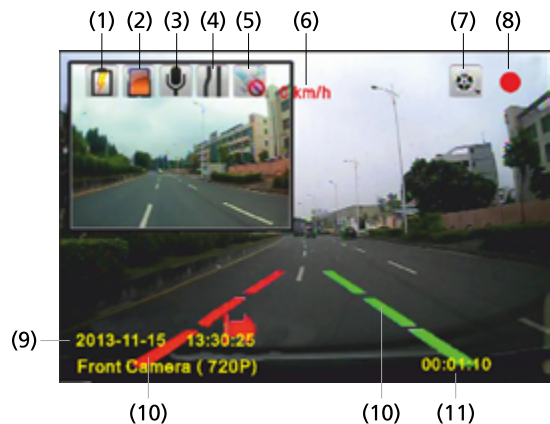 (1) (2) (3) (4) (5) (6) (7) (8)
km/h
(9)
2013-11-15 13:30:25
Front Camera ( 720P)
00:01:10
(10) (10) (11)